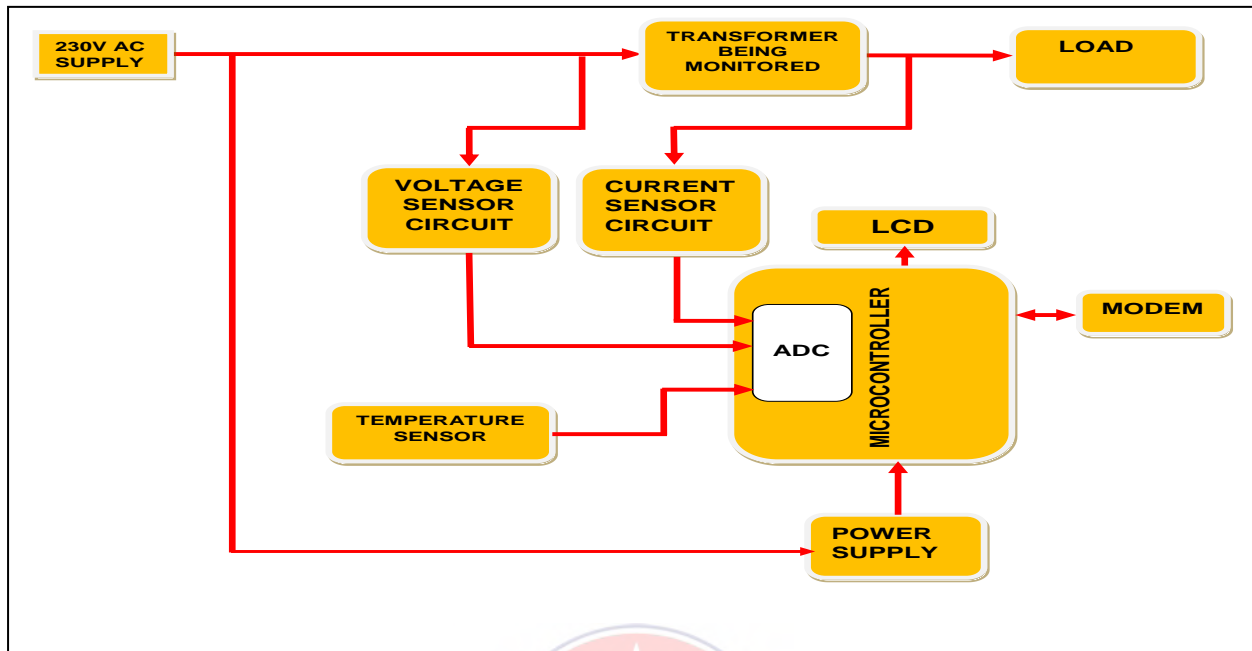 230V AC
SUPPLY
TRANSFORMER
BEING
MONITORED
LOAD
VOLTAGE
SENSOR
CIRCUIT
CURRENT
SENSOR
CIRCUIT
LCD
MICROCONTROLLER
ADC
MODEM
TEMPERATURE
SENSOR
POWER
SUPPLY